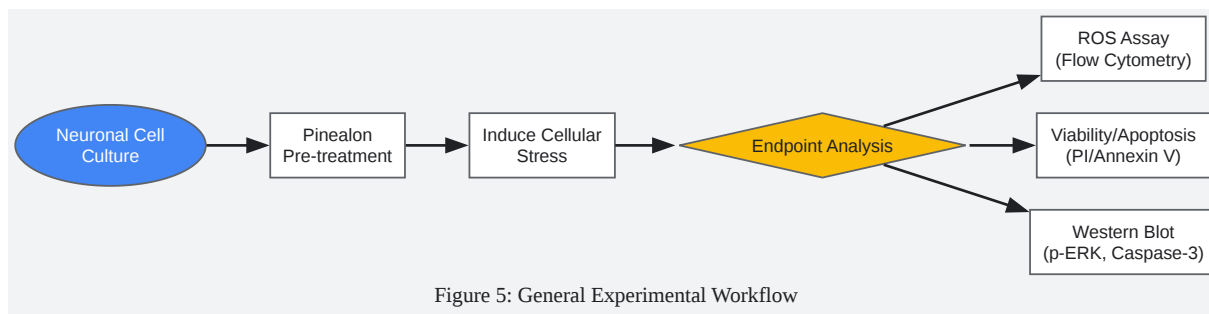 Neuronal Cell
Culture
Pinealon
Pre-treatment
Induce Cellular
Stress
Endpoint Analysis
ROS Assay
(Flow Cytometry)
Viability/Apoptosis
(PI/Annexin V)
Western Blot
(p-ERK, Caspase-3)
Figure 5: General Experimental Workflow